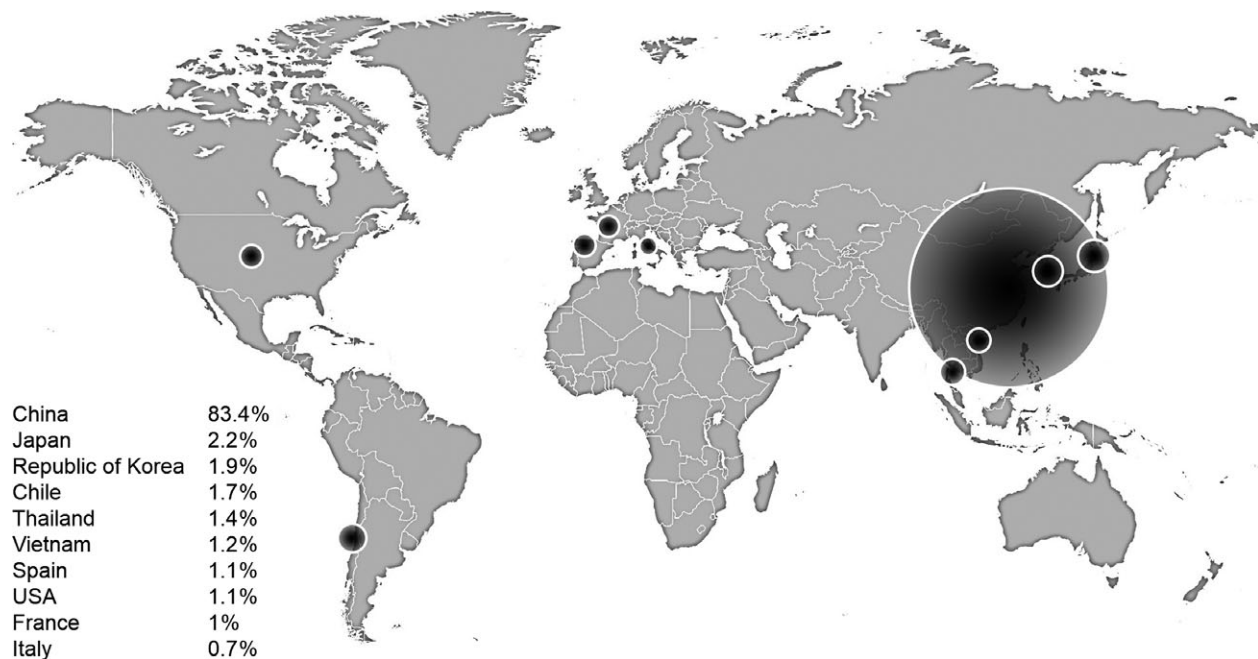 China 83.4%
Japan 2.2%
Republic of Korea 1.9%
Chile 1.7%
Thailand 1.4%
Vietnam 1.2%
Spain 1.1%
USA 1.1%
France 1%
Italy 0.7%